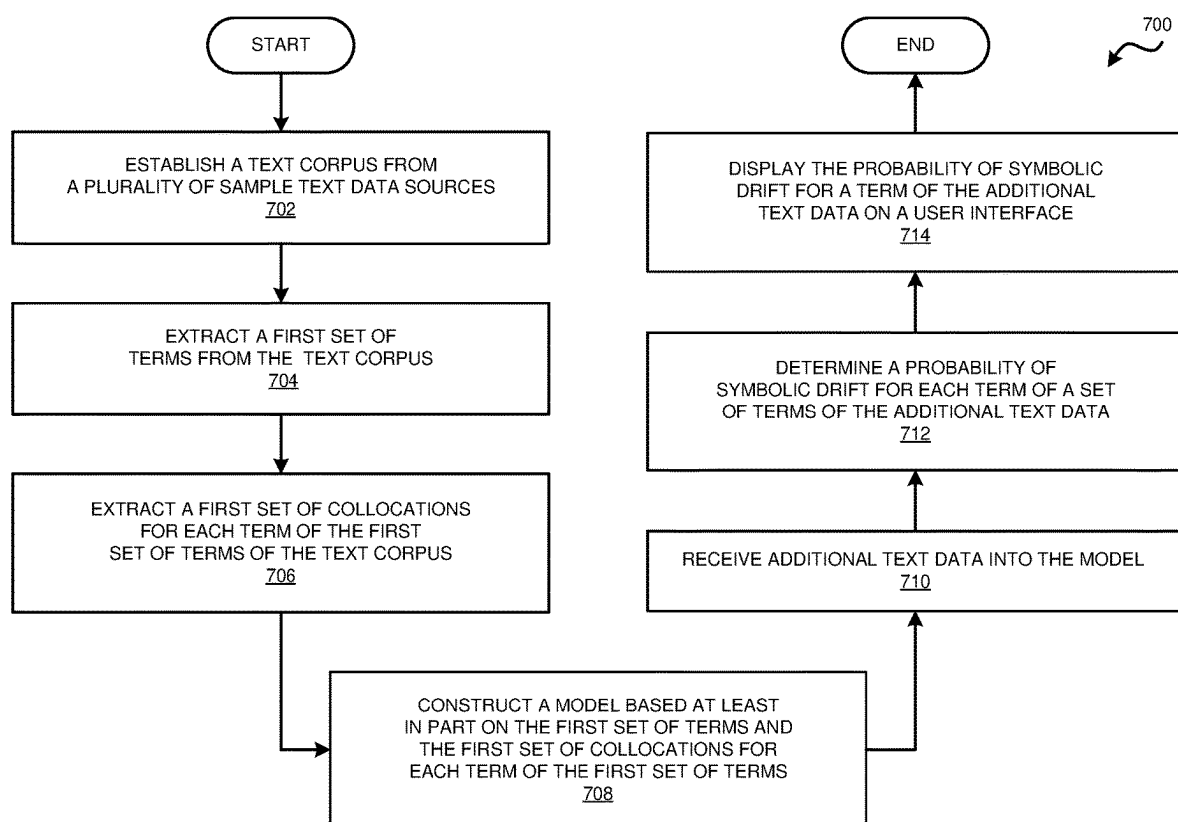 START
ESTABLISH A TEXT CORPUS FROM
A PLURALITY OF SAMPLE TEXT DATA SOURCES
702
EXTRACT A FIRST SET OF
TERMS FROM THE TEXT CORPUS
704
EXTRACT A FIRST SET OF COLLOCATIONS
FOR EACH TERM OF THE FIRST
SET OF TERMS OF THE TEXT CORPUS
706
CONSTRUCT A MODEL BASED AT LEAST
IN PART ON THE FIRST SET OF TERMS AND
THE FIRST SET OF COLLOCATIONS FOR
EACH TERM OF THE FIRST SET OF TERMS
708
RECEIVE ADDITIONAL TEXT DATA INTO THE MODEL
710
DETERMINE A PROBABILITY OF
SYMBOLIC DRIFT FOR EACH TERM OF A SET
OF TERMS OF THE ADDITIONAL TEXT DATA
712
DISPLAY THE PROBABILITY OF SYMBOLIC
DRIFT FOR A TERM OF THE ADDITIONAL
TEXT DATA ON A USER INTERFACE
714
END
700